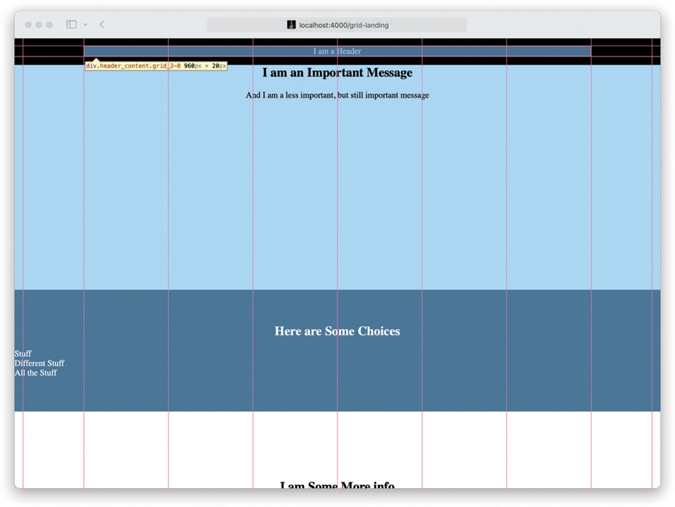 localhost:4000/grid-landing
I am a Header
div.header_content.grid_2-8 960px × 20px
I am an Important Message
And I am a less important, but still important message
Here are Some Choices
Stuff
Different Stuff
All the Stuff
I am Some More info